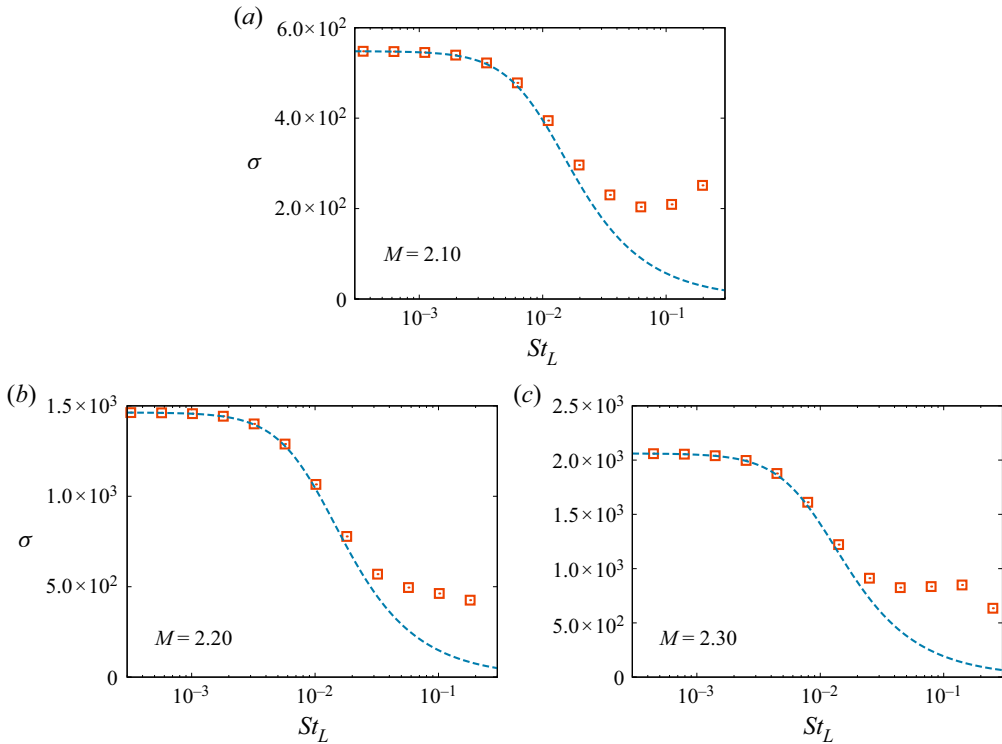 (a)
6.0 × 10²
4.0 × 10²
σ
2.0 × 10²
M = 2.10
0
10⁻³ 10⁻² 10⁻¹
St_L
(b)
1.5 × 10³
1.0 × 10³
σ
5.0 × 10²
M = 2.20
0
10⁻³ 10⁻² 10⁻¹
St_L
(c)
2.5 × 10³
2.0 × 10³
1.5 × 10³
1.0 × 10³
5.0 × 10²
M = 2.30
0
10⁻³ 10⁻² 10⁻¹
St_L